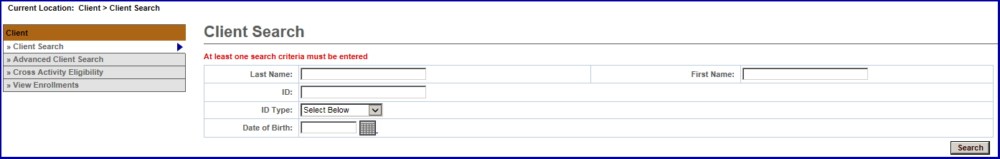 Current Location: Client > Client Search
Client
» Client Search
» Advanced Client Search
» Cross Activity Eligibility
» View Enrollments
Client Search
At least one search criteria must be entered
Last Name: First Name:
ID:
ID Type: Select Below
Date of Birth:
Search